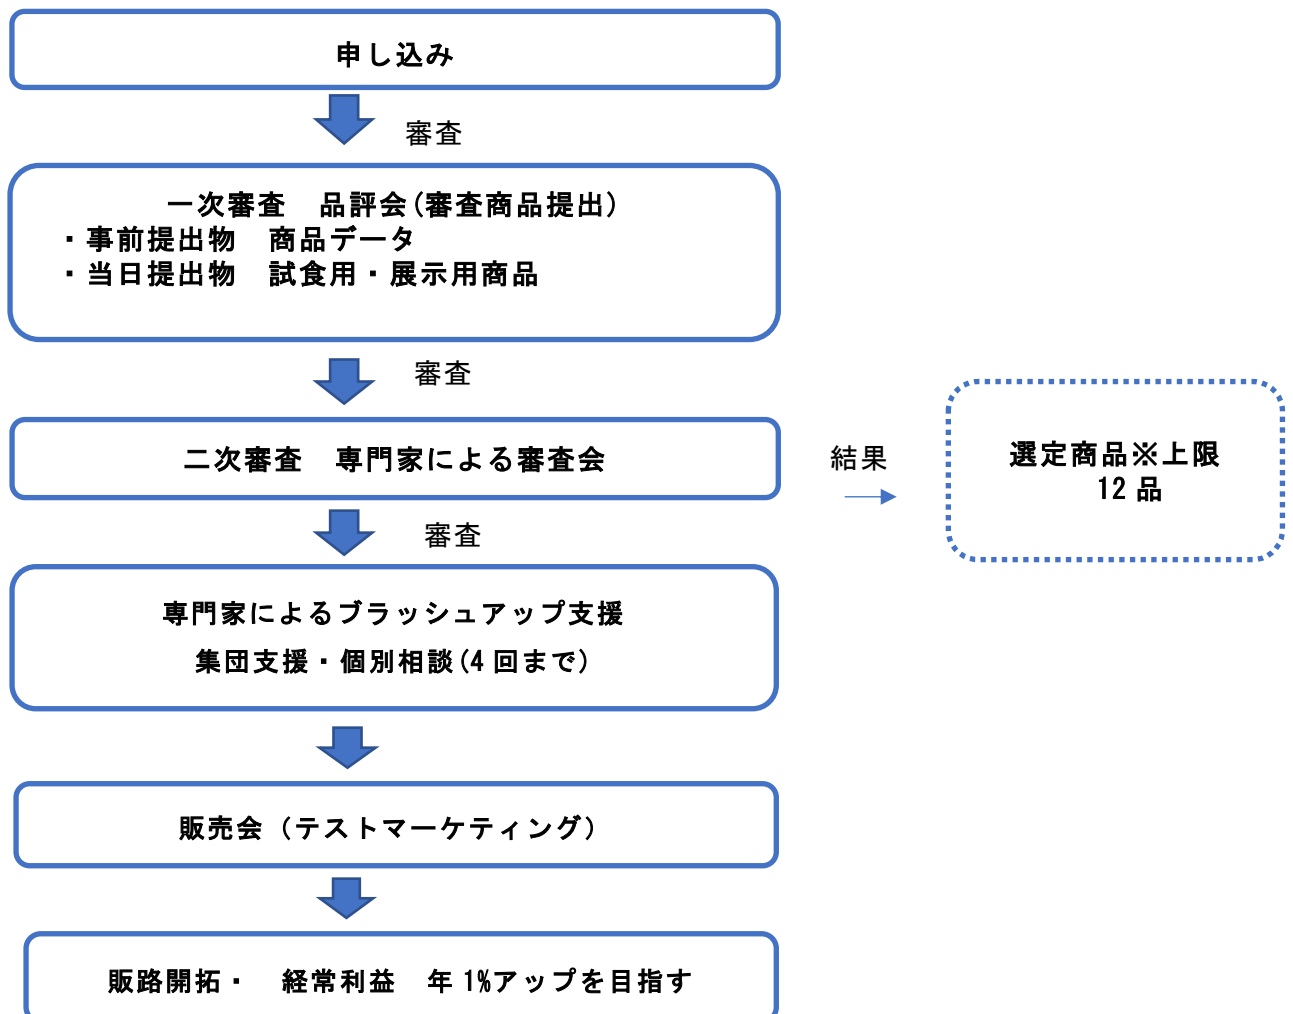 申し込み
審査
一次審査　品評会(審査商品提出)
・事前提出物　商品データ
・当日提出物　試食用・展示用商品
審査
二次審査　専門家による審査会
結果
選定商品※上限
12 品
審査
専門家によるブラッシュアップ支援
集団支援・個別相談(4 回まで)
販売会（テストマーケティング）
販路開拓・　経常利益　年 1%アップを目指す